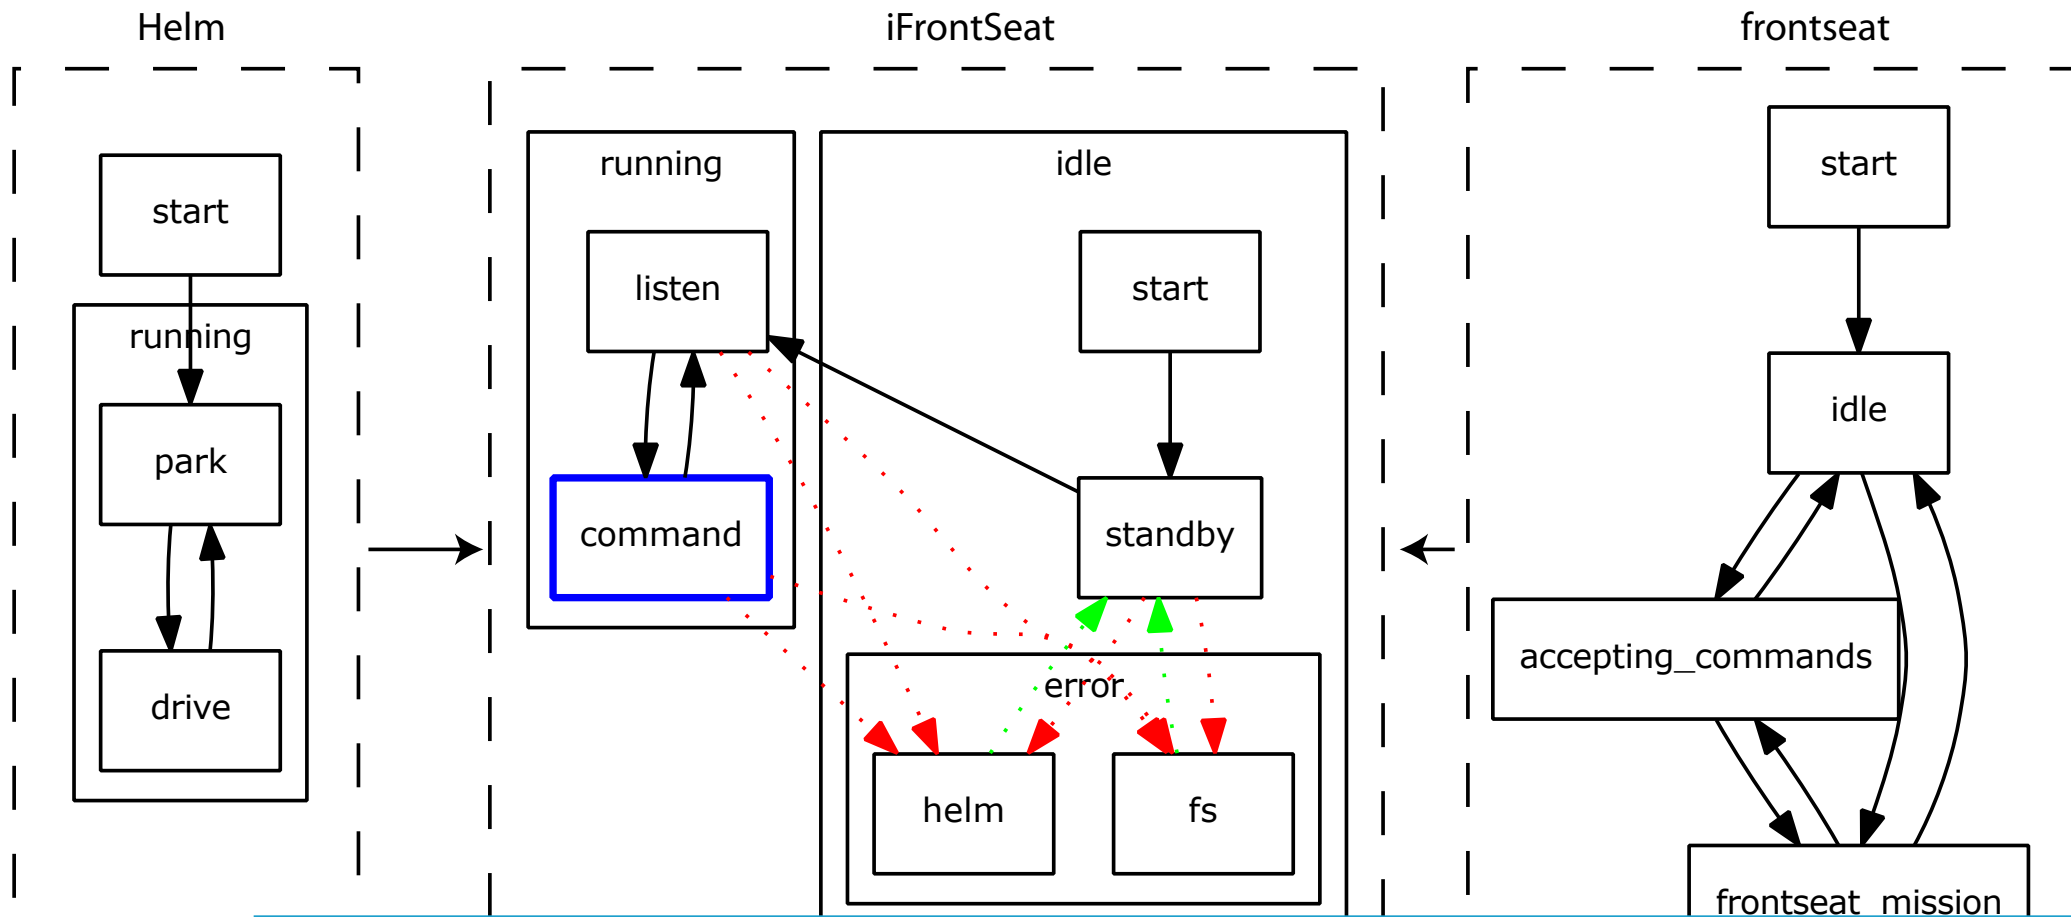 Helm
iFrontSeat
frontseat
start
running
park
drive
running
listen
command
idle
start
standby
error
helm
fs
start
idle
accepting_commands
frontseat_mission